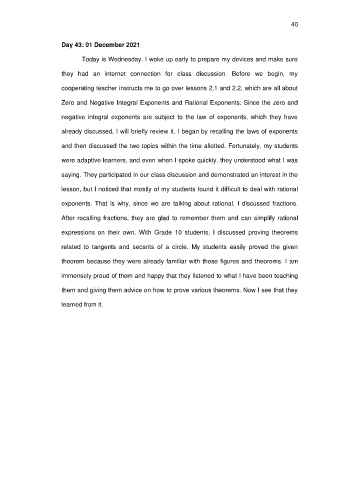 40
Day 43: 01 December 2021
Today is Wednesday. I woke up early to prepare my devices and make sure
they had an internet connection for class discussion. Before we begin, my
cooperating teacher instructs me to go over lessons 2.1 and 2.2, which are all about
Zero and Negative Integral Exponents and Rational Exponents. Since the zero and
negative integral exponents are subject to the law of exponents, which they have
already discussed, I will briefly review it. I began by recalling the laws of exponents
and then discussed the two topics within the time allotted. Fortunately, my students
were adaptive learners, and even when I spoke quickly, they understood what I was
saying. They participated in our class discussion and demonstrated an interest in the
lesson, but I noticed that mostly of my students found it difficult to deal with rational
exponents. That is why, since we are talking about rational, I discussed fractions.
After recalling fractions, they are glad to remember them and can simplify rational
expressions on their own. With Grade 10 students, I discussed proving theorems
related to tangents and secants of a circle. My students easily proved the given
theorem because they were already familiar with those figures and theorems. I am
immensely proud of them and happy that they listened to what I have been teaching
them and giving them advice on how to prove various theorems. Now I see that they
learned from it.